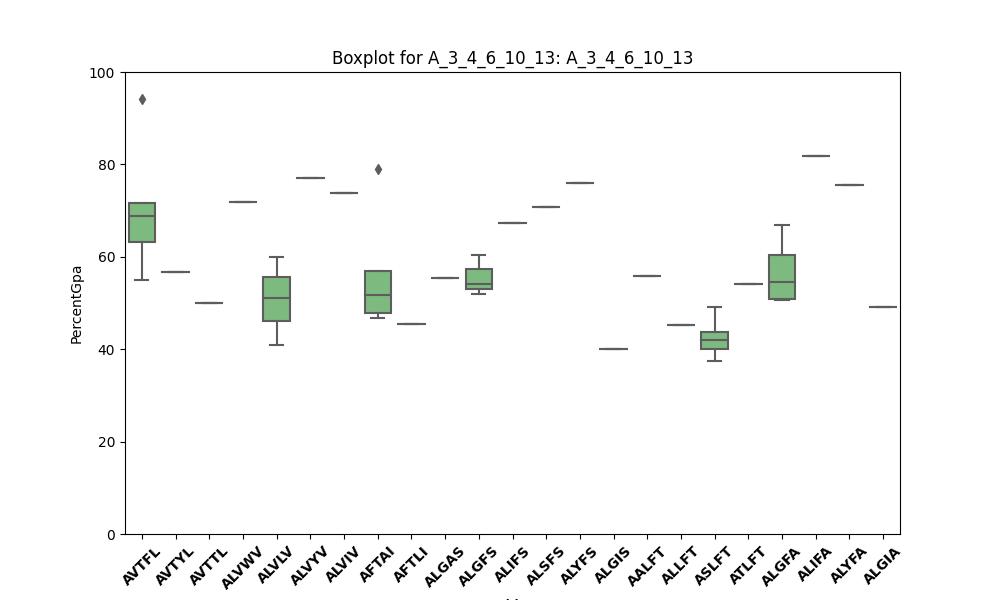 Boxplot for A_3_4_6_10_13: A_3_4_6_10_13
100
80
60
40
20
0
PercentGpa
AVTFL AVTYL AVTTL ALVWV ALVLV ALVYV ALVIV AFTAI AFTLI ALGAS ALGFS ALIFS ALSFS ALYFS ALGIS AALFT ALLFT ASLFT ATLFT ALGFA ALIFA ALYFA ALGIA